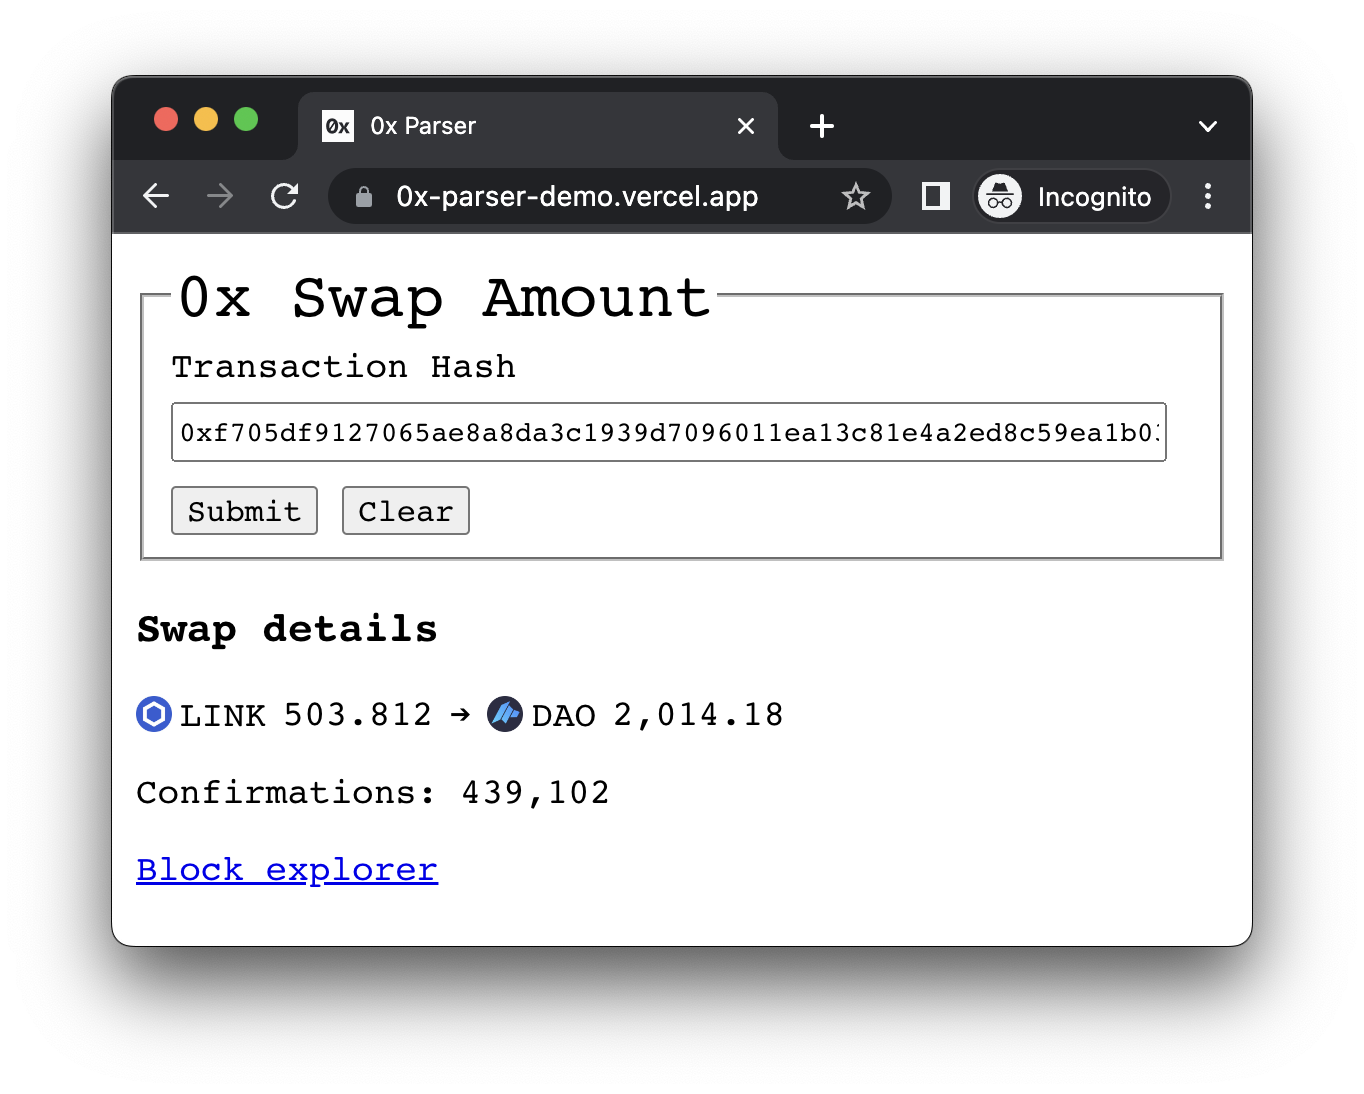 0x 0x Parser
0x-parser-demo.vercel.app Incognito
0x Swap Amount
Transaction Hash
0xf705df9127065ae8a8da3c1939d7096011ea13c81e4a2ed8c59ea1b0
Submit Clear
Swap details
LINK 503.812 → DAO 2,014.18
Confirmations: 439,102
Block explorer